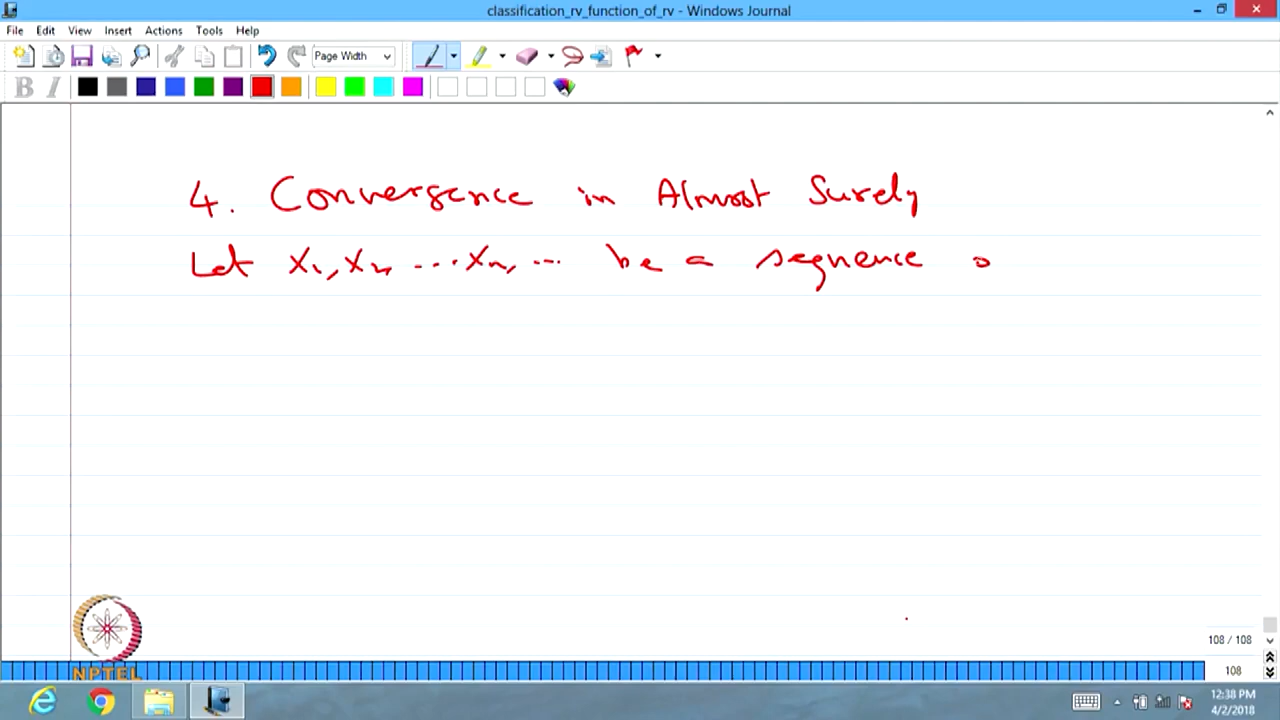 classification_rv_function_of_rv - Windows Journal
File Edit View Insert Actions Tools Help
Page Width
B I
4. Convergence in Almost Surely
Let X1, X2, ... Xn, ... be a sequence o
108 / 108
NPTEL
108
12:38 PM
4/2/2018